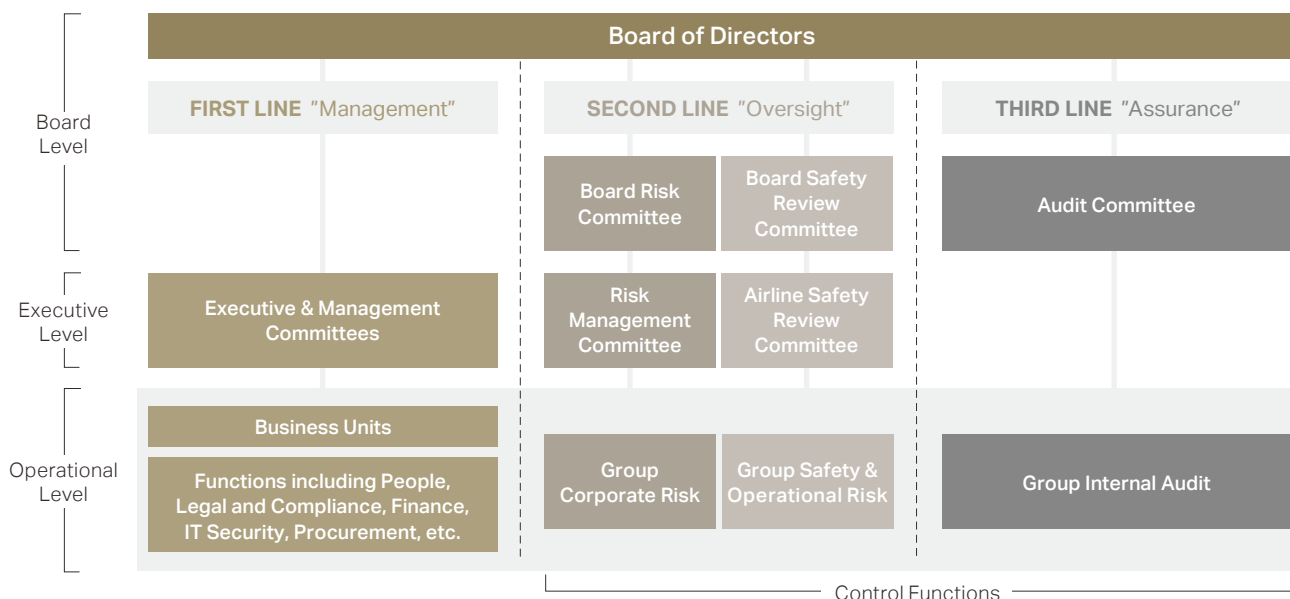 Board of Directors
FIRST LINE "Management"
SECOND LINE "Oversight"
THIRD LINE "Assurance"
Board
Level
Board Risk
Committee
Board Safety
Review
Committee
Audit Committee
Executive
Level
Executive & Management
Committees
Risk
Management
Committee
Airline Safety
Review
Committee
Operational
Level
Business Units
Functions including People,
Legal and Compliance, Finance,
IT Security, Procurement, etc.
Group
Corporate Risk
Group Safety &
Operational Risk
Group Internal Audit
Control Functions